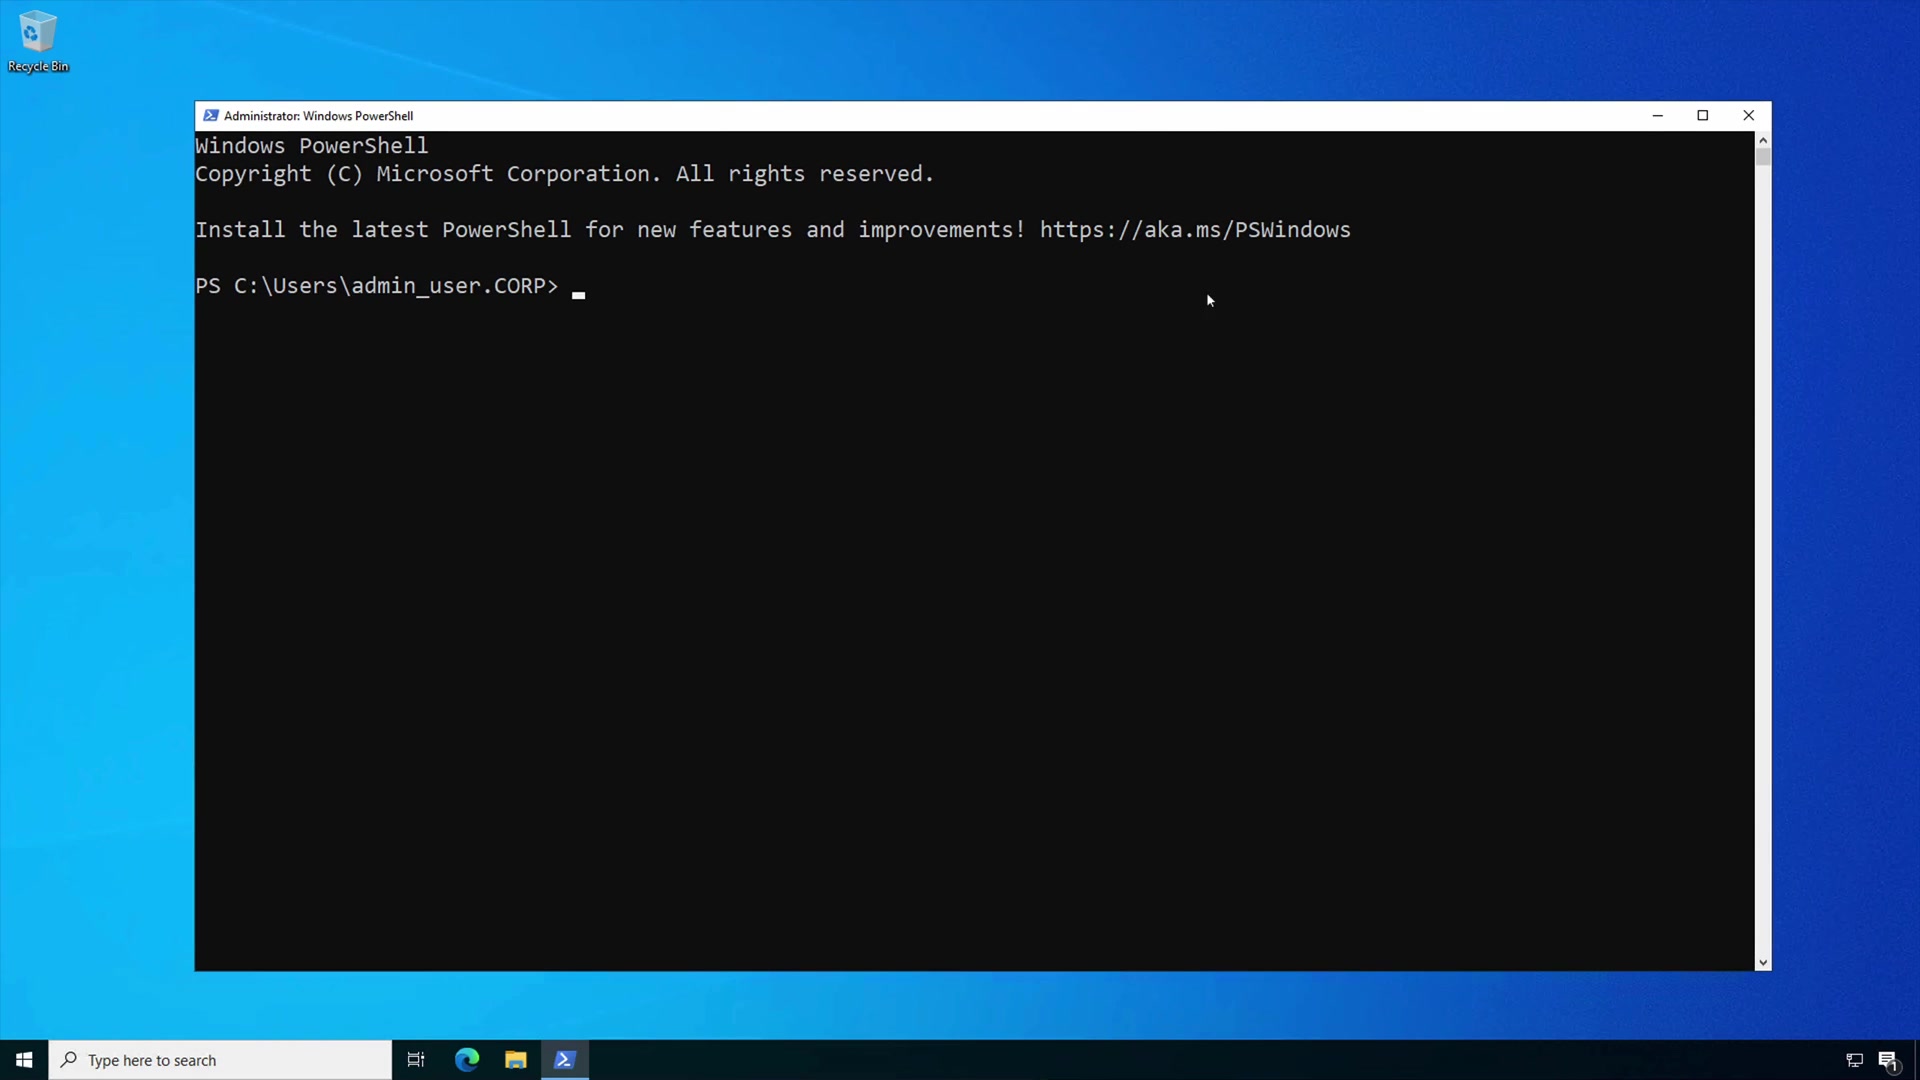 Recycle Bin
Administrator: Windows PowerShell
Windows PowerShell
Copyright (C) Microsoft Corporation. All rights reserved.
Install the latest PowerShell for new features and improvements! https://aka.ms/PSWindows
PS C:\Users\admin_user.CORP>
Type here to search
1